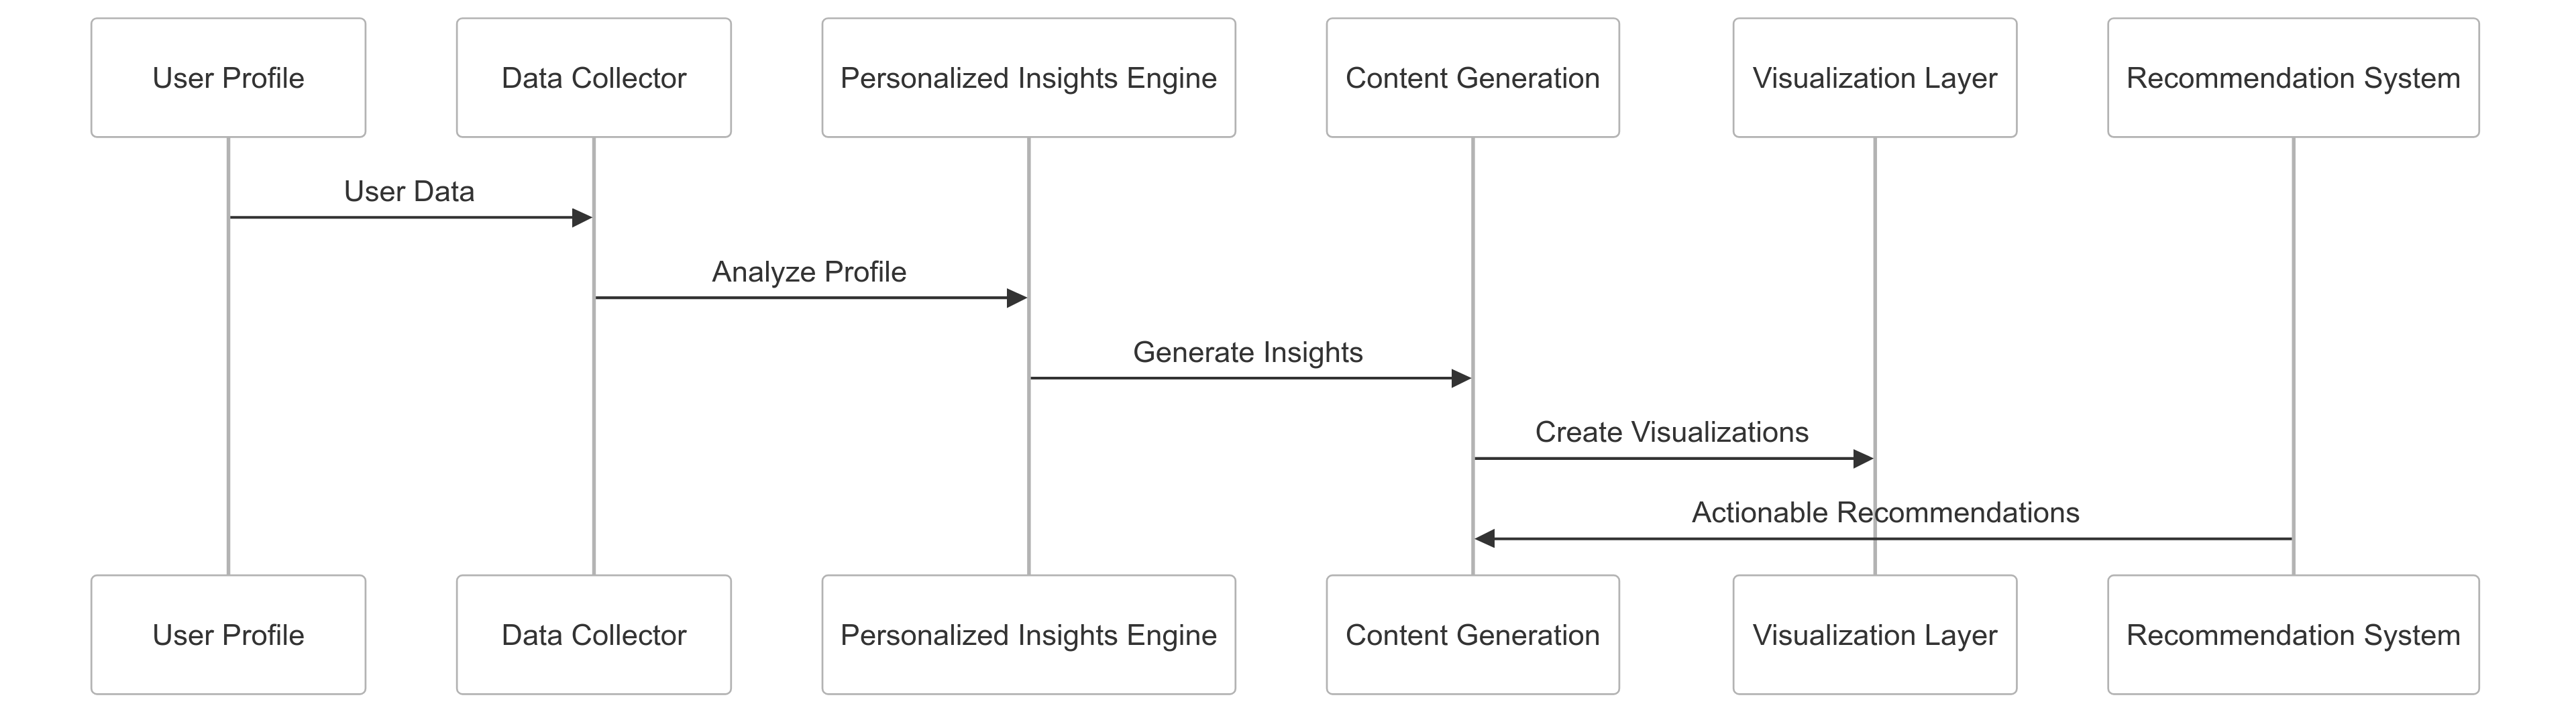 User Profile
Data Collector
Personalized Insights Engine
Content Generation
Visualization Layer
Recommendation System
User Data
Analyze Profile
Generate Insights
Create Visualizations
Actionable Recommendations
User Profile
Data Collector
Personalized Insights Engine
Content Generation
Visualization Layer
Recommendation System